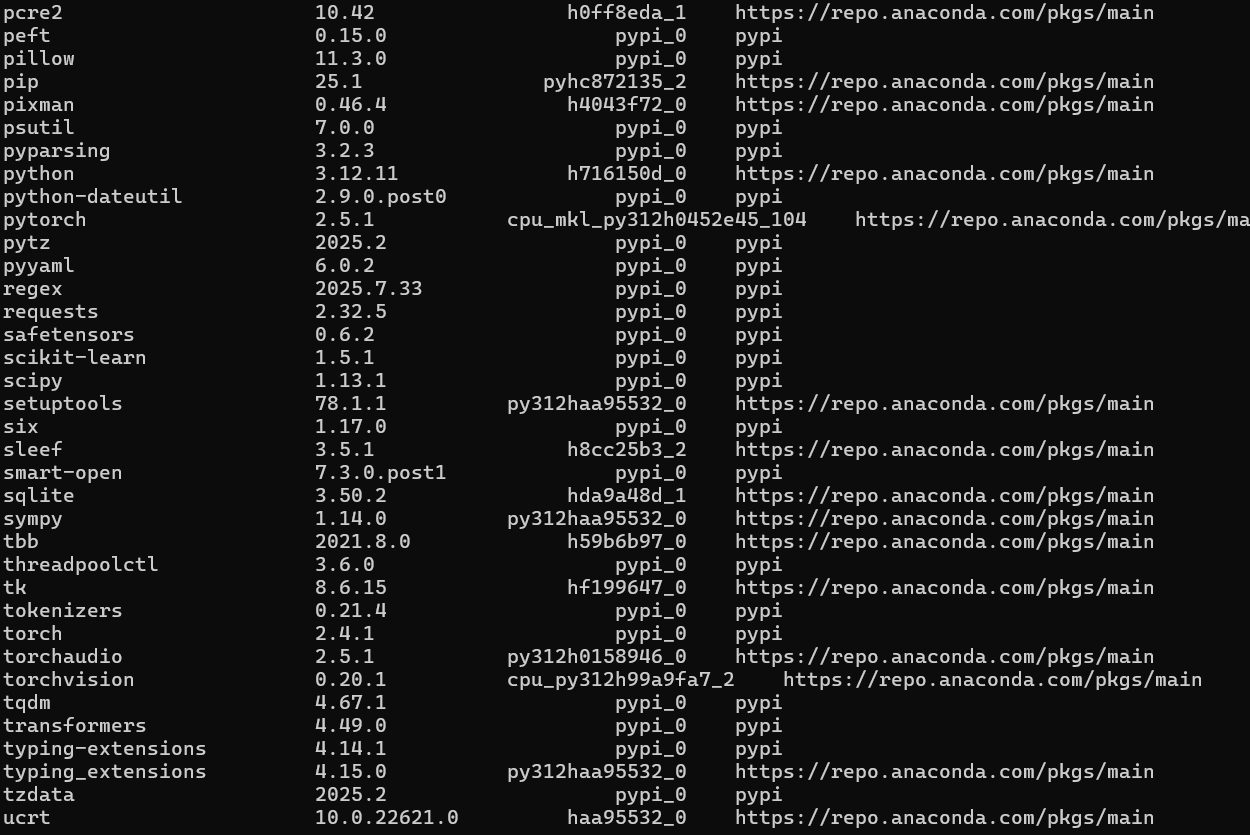 pcre2 10.42 h0ff8eda_1 https://repo.anaconda.com/pkgs/main
peft 0.15.0 pypi_0 pypi
pillow 11.3.0 pypi_0 pypi
pip 25.1 pyhc872135_2 https://repo.anaconda.com/pkgs/main
pixman 0.46.4 h4043f72_0 https://repo.anaconda.com/pkgs/main
psutil 7.0.0 pypi_0 pypi
pyparsing 3.2.3 pypi_0 pypi
python 3.12.11 h716150d_0 https://repo.anaconda.com/pkgs/main
python-dateutil 2.9.0.post0 pypi_0 pypi
pytorch 2.5.1 cpu_mkl_py312h0452e45_104 https://repo.anaconda.com/pkgs/ma
pytz 2025.2 pypi_0 pypi
pyyaml 6.0.2 pypi_0 pypi
regex 2025.7.33 pypi_0 pypi
requests 2.32.5 pypi_0 pypi
safetensors 0.6.2 pypi_0 pypi
scikit-learn 1.5.1 pypi_0 pypi
scipy 1.13.1 pypi_0 pypi
setuptools 78.1.1 py312haa95532_0 https://repo.anaconda.com/pkgs/main
six 1.17.0 pypi_0 pypi
sleef 3.5.1 h8cc25b3_2 https://repo.anaconda.com/pkgs/main
smart-open 7.3.0.post1 pypi_0 pypi
sqlite 3.50.2 hda9a48d_1 https://repo.anaconda.com/pkgs/main
sympy 1.14.0 py312haa95532_0 https://repo.anaconda.com/pkgs/main
tbb 2021.8.0 h59b6b97_0 https://repo.anaconda.com/pkgs/main
threadpoolctl 3.6.0 pypi_0 pypi
tk 8.6.15 hf199647_0 https://repo.anaconda.com/pkgs/main
tokenizers 0.21.4 pypi_0 pypi
torch 2.4.1 pypi_0 pypi
torchaudio 2.5.1 py312h0158946_0 https://repo.anaconda.com/pkgs/main
torchvision 0.20.1 cpu_py312h99a9fa7_2 https://repo.anaconda.com/pkgs/main
tqdm 4.67.1 pypi_0 pypi
transformers 4.49.0 pypi_0 pypi
typing-extensions 4.14.1 pypi_0 pypi
typing_extensions 4.15.0 py312haa95532_0 https://repo.anaconda.com/pkgs/main
tzdata 2025.2 pypi_0 pypi
ucrt 10.0.22621.0 haa95532_0 https://repo.anaconda.com/pkgs/main